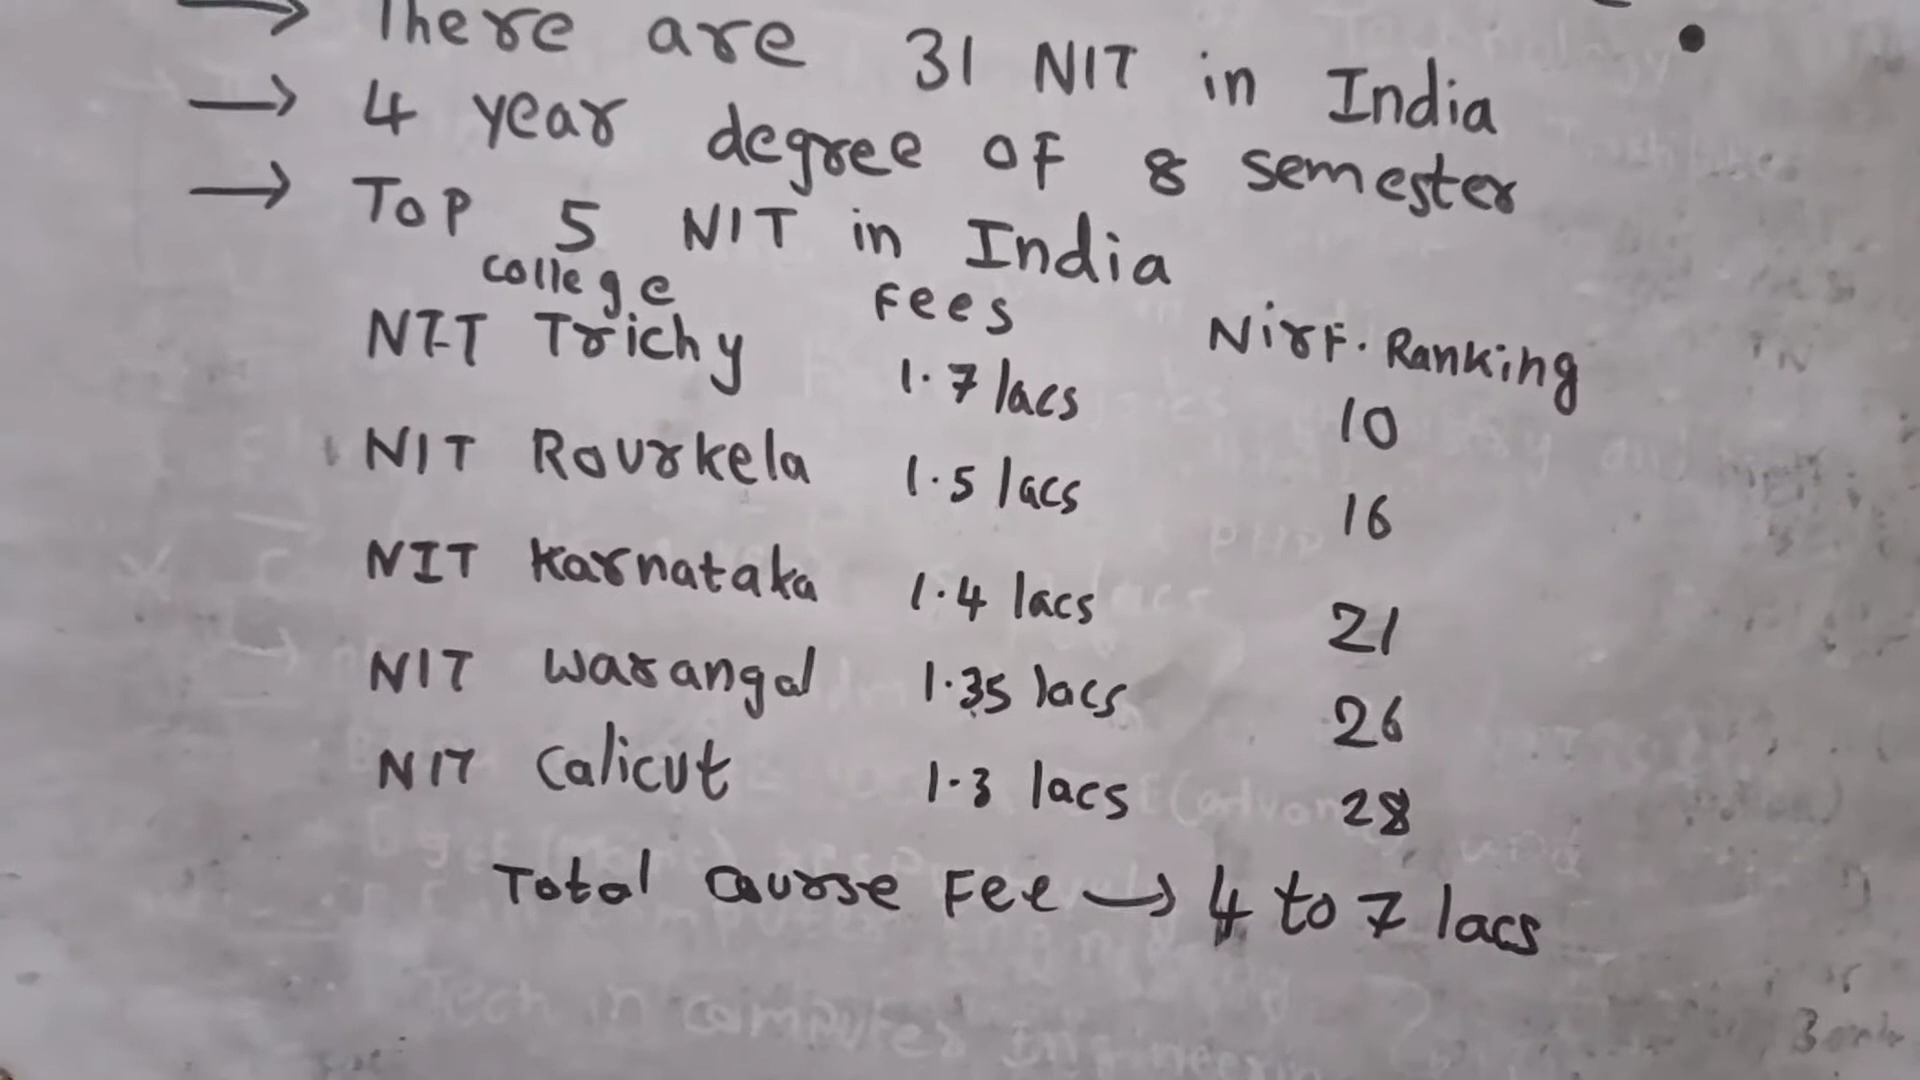 → There are 31 NIT in India
→ 4 year degree of 8 semester
→ Top 5 NIT in India
college Fees Nirf. Ranking
NIT Trichy 1.7 lacs 10
NIT Rourkela 1.5 lacs 16
NIT Karnataka 1.4 lacs 21
NIT Warangal 1.35 lacs 26
NIT Calicut 1.3 lacs 28
Total course Fee → 4 to 7 lacs